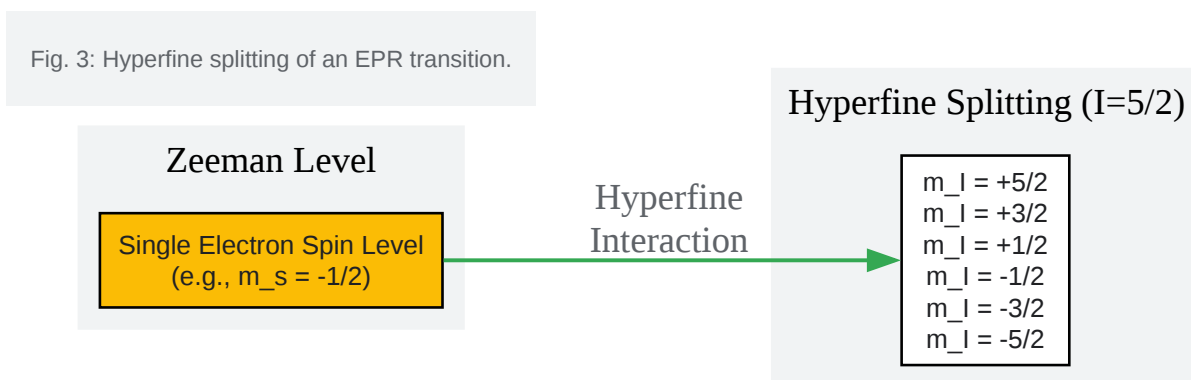 Fig. 3: Hyperfine splitting of an EPR transition.
Zeeman Level
Single Electron Spin Level
(e.g., m_s = -1/2)
Hyperfine
Interaction
Hyperfine Splitting (I=5/2)
m_I = +5/2
m_I = +3/2
m_I = +1/2
m_I = -1/2
m_I = -3/2
m_I = -5/2